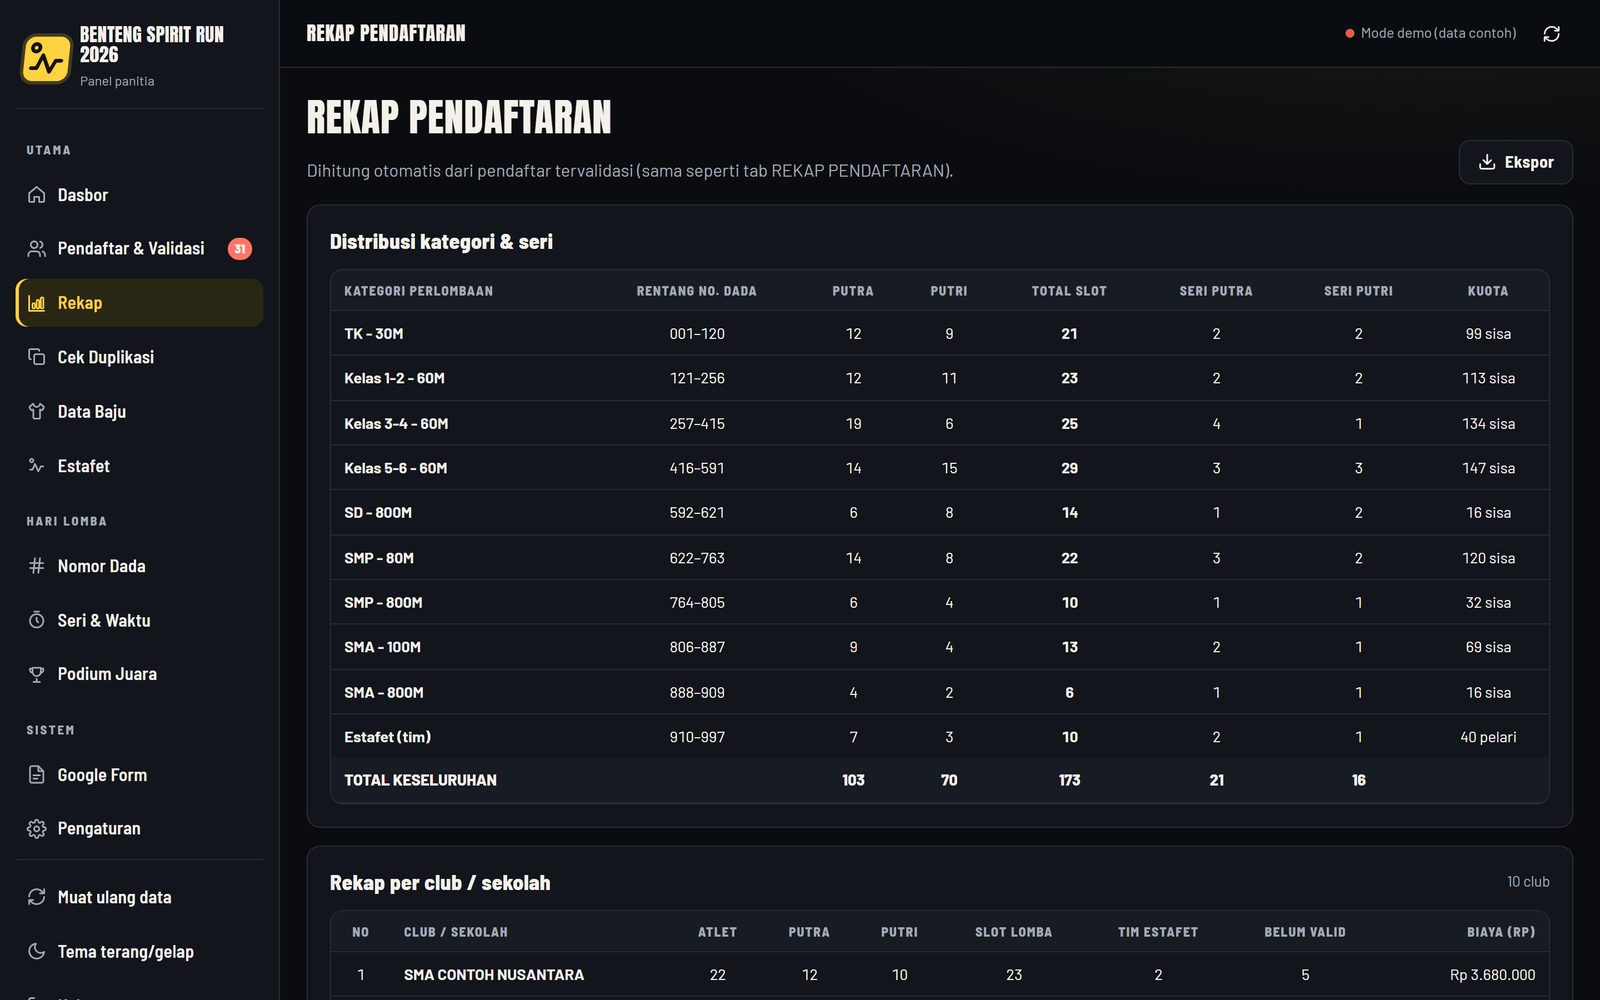 BENTENG SPIRIT RUN
2026
Panel panitia
UTAMA
Dasbor
Pendaftar & Validasi 31
Rekap
Cek Duplikasi
Data Baju
Estafet
HARI LOMBA
Nomor Dada
Seri & Waktu
Podium Juara
SISTEM
Google Form
Pengaturan
Muat ulang data
Tema terang/gelap
REKAP PENDAFTARAN
Mode demo (data contoh)
REKAP PENDAFTARAN
Dihitung otomatis dari pendaftar tervalidasi (sama seperti tab REKAP PENDAFTARAN).
Ekspor
Distribusi kategori & seri
KATEGORI PERLOMBAAN RENTANG NO. DADA PUTRA PUTRI TOTAL SLOT SERI PUTRA SERI PUTRI KUOTA
TK - 30M 001–120 12 9 21 2 2 99 sisa
Kelas 1-2 - 60M 121–256 12 11 23 2 2 113 sisa
Kelas 3-4 - 60M 257–415 19 6 25 4 1 134 sisa
Kelas 5-6 - 60M 416–591 14 15 29 3 3 147 sisa
SD - 800M 592–621 6 8 14 1 2 16 sisa
SMP - 80M 622–763 14 8 22 3 2 120 sisa
SMP - 800M 764–805 6 4 10 1 1 32 sisa
SMA - 100M 806–887 9 4 13 2 1 69 sisa
SMA - 800M 888–909 4 2 6 1 1 16 sisa
Estafet (tim) 910–997 7 3 10 2 1 40 pelari
TOTAL KESELURUHAN 103 70 173 21 16
Rekap per club / sekolah
10 club
NO CLUB / SEKOLAH ATLET PUTRA PUTRI SLOT LOMBA TIM ESTAFET BELUM VALID BIAYA (RP)
1 SMA CONTOH NUSANTARA 22 12 10 23 2 5 Rp 3.680.000